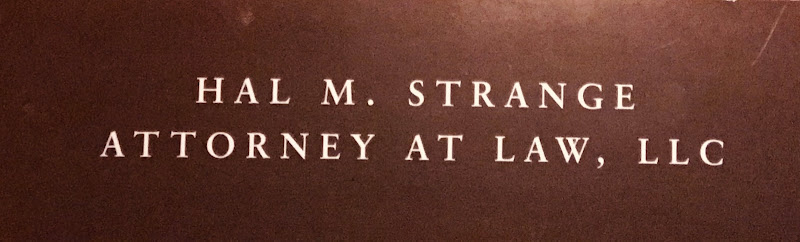 HAL M. STRANGE
ATTORNEY AT LAW, LLC